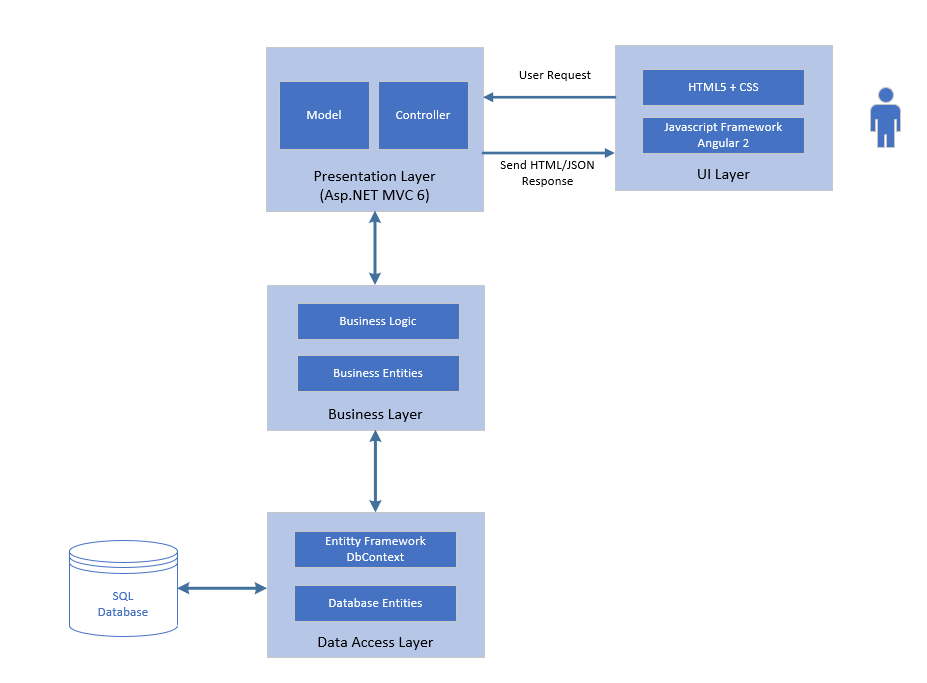 User Request
HTML5 + CSS
Javascript Framework
Angular 2
UI Layer
Model
Controller
Presentation Layer
(Asp.NET MVC 6)
Send HTML/JSON
Response
Business Logic
Business Entities
Business Layer
Entitty Framework
DbContext
Database Entities
Data Access Layer
SQL
Database